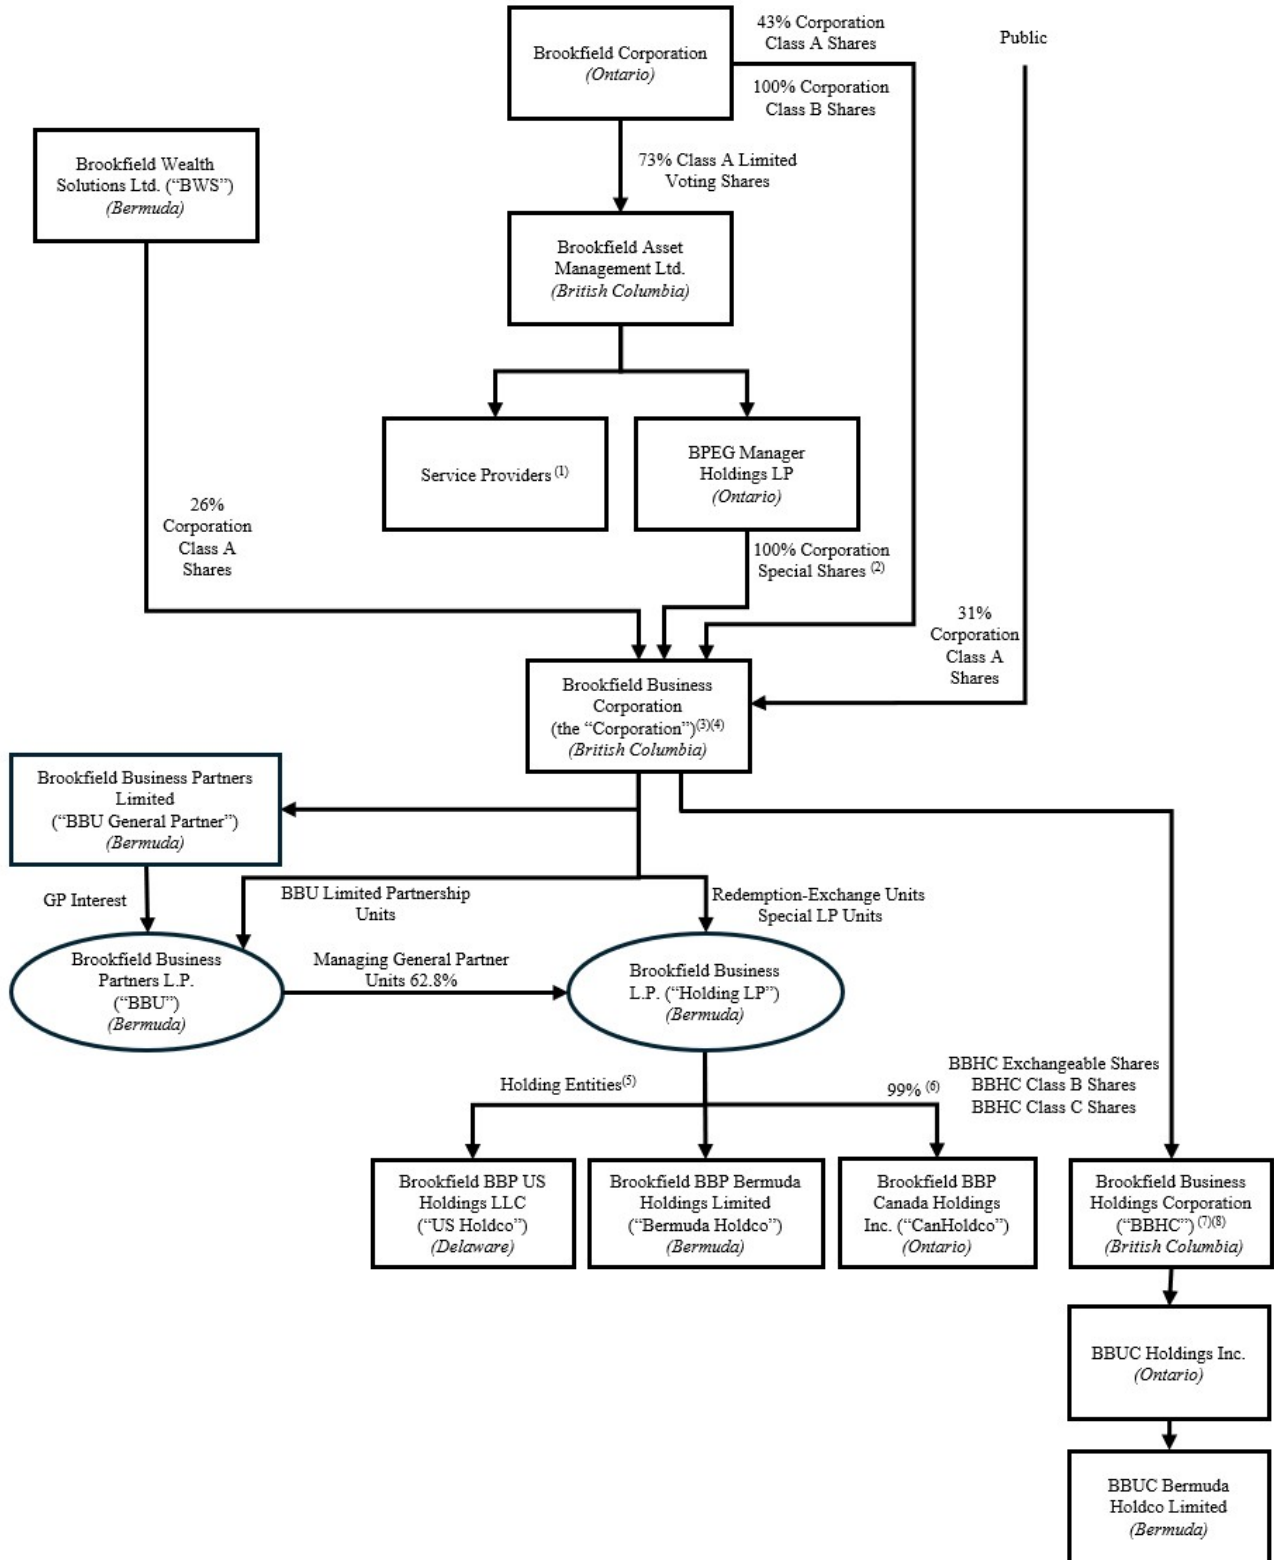 43% Corporation
Class A Shares
Public
Brookfield Corporation
(Ontario)
100% Corporation
Class B Shares
73% Class A Limited
Voting Shares
Brookfield Wealth
Solutions Ltd. (“BWS”)
(Bermuda)
Brookfield Asset
Management Ltd.
(British Columbia)
Service Providers (1)
BPEG Manager
Holdings LP
(Ontario)
26%
Corporation
Class A
Shares
100% Corporation
Special Shares (2)
31%
Corporation
Class A
Shares
Brookfield Business
Corporation
(the “Corporation”)(3)(4)
(British Columbia)
Brookfield Business Partners
Limited
(“BBU General Partner”)
(Bermuda)
GP Interest
BBU Limited Partnership
Units
Redemption-Exchange Units
Special LP Units
Brookfield Business
Partners L.P.
(“BBU”)
(Bermuda)
Managing General Partner
Units 62.8%
Brookfield Business
L.P. (“Holding LP”)
(Bermuda)
Holding Entities(5)
99% (6)
BBHC Exchangeable Shares
BBHC Class B Shares
BBHC Class C Shares
Brookfield BBP US
Holdings LLC
(“US Holdco”)
(Delaware)
Brookfield BBP Bermuda
Holdings Limited
(“Bermuda Holdco”)
(Bermuda)
Brookfield BBP
Canada Holdings
Inc. (“CanHoldco”)
(Ontario)
Brookfield Business
Holdings Corporation
(“BBHC”) (7)(8)
(British Columbia)
BBUC Holdings Inc.
(Ontario)
BBUC Bermuda
Holdco Limited
(Bermuda)